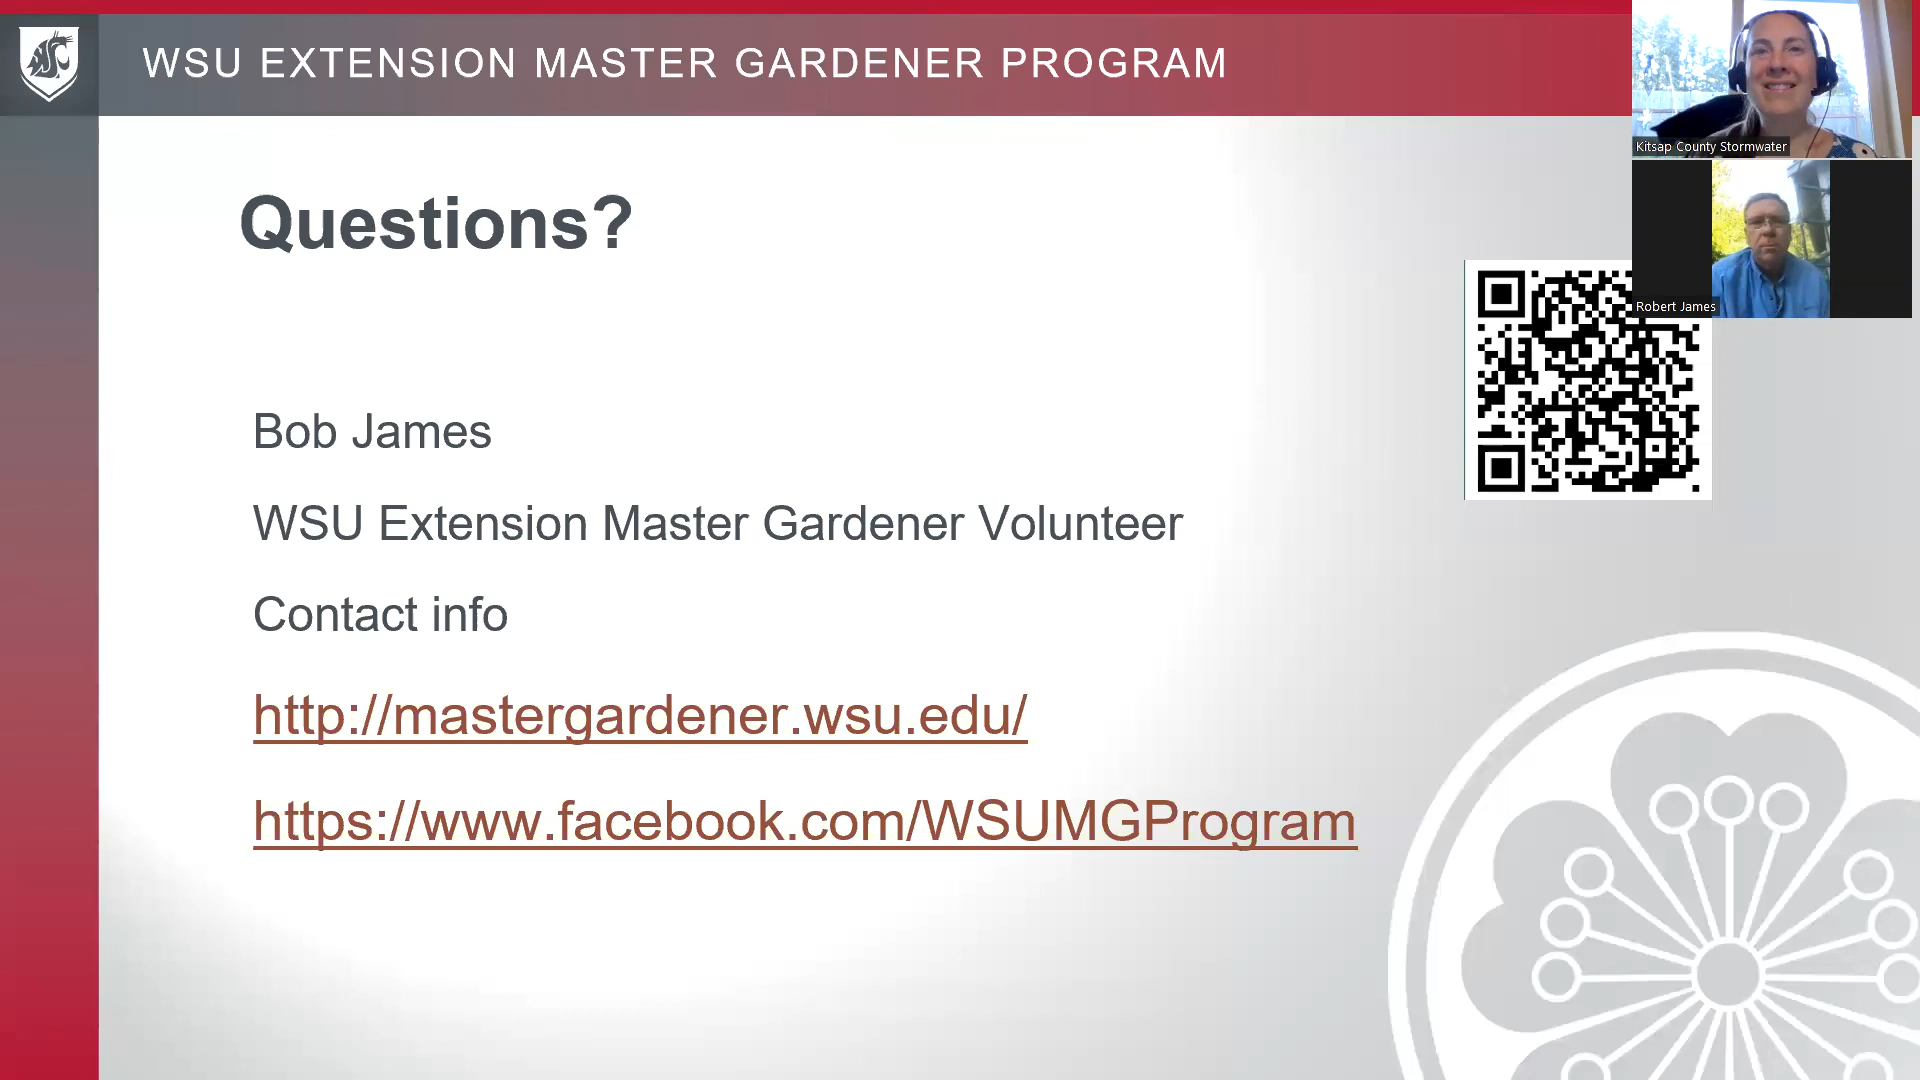 WSU EXTENSION MASTER GARDENER PROGRAM
Kitsap County Stormwater
Questions?
Robert James
Bob James
WSU Extension Master Gardener Volunteer
Contact info
http://mastergardener.wsu.edu/
https://www.facebook.com/WSUMGProgram